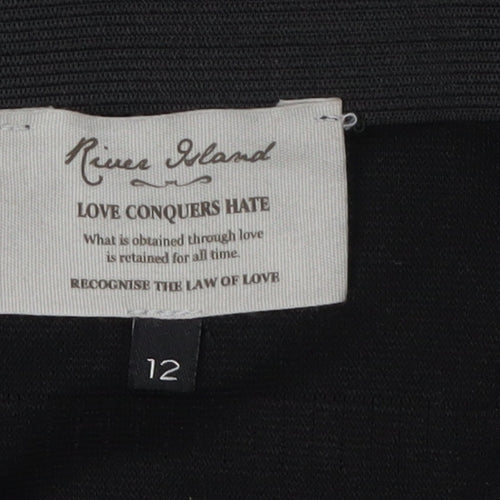 River Island
LOVE CONQUERS HATE
What is obtained through love
is retained for all time.
RECOGNISE THE LAW OF LOVE
12